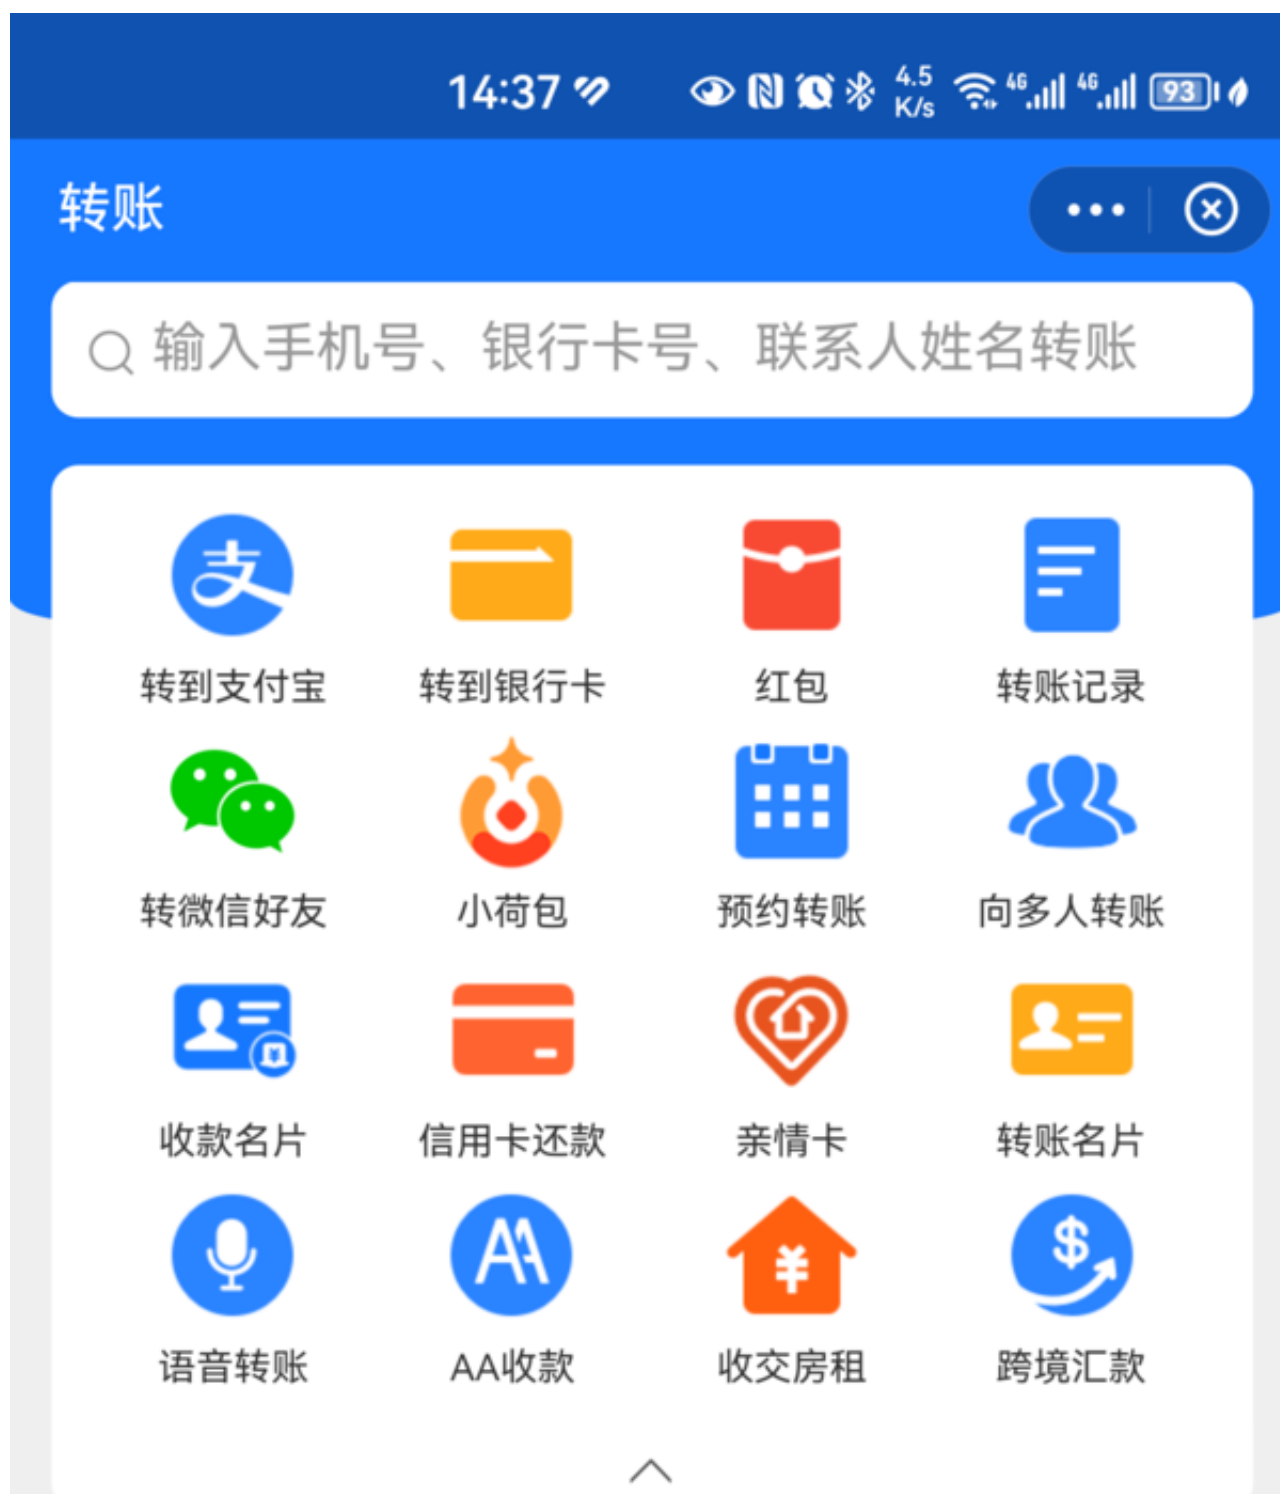 14:37 4.5 K/s 4G 4G 93
转账
输入手机号、银行卡号、联系人姓名转账
支
转到支付宝 转到银行卡 红包 转账记录
转微信好友 小荷包 预约转账 向多人转账
¥
收款名片 信用卡还款 亲情卡 转账名片
AA ¥ $
语音转账 AA收款 收交房租 跨境汇款